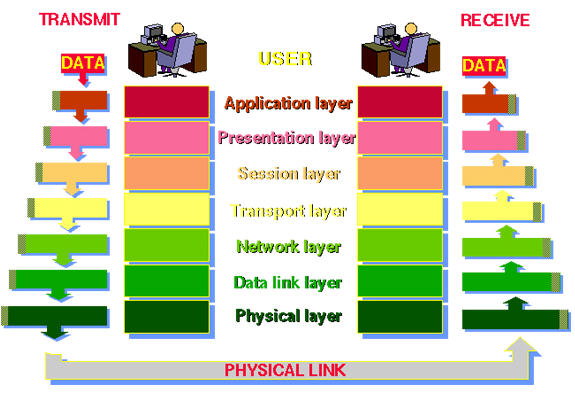 TRANSMIT
RECEIVE
USER
DATA
DATA
Application layer
Presentation layer
Session layer
Transport layer
Network layer
Data link layer
Physical layer
PHYSICAL LINK